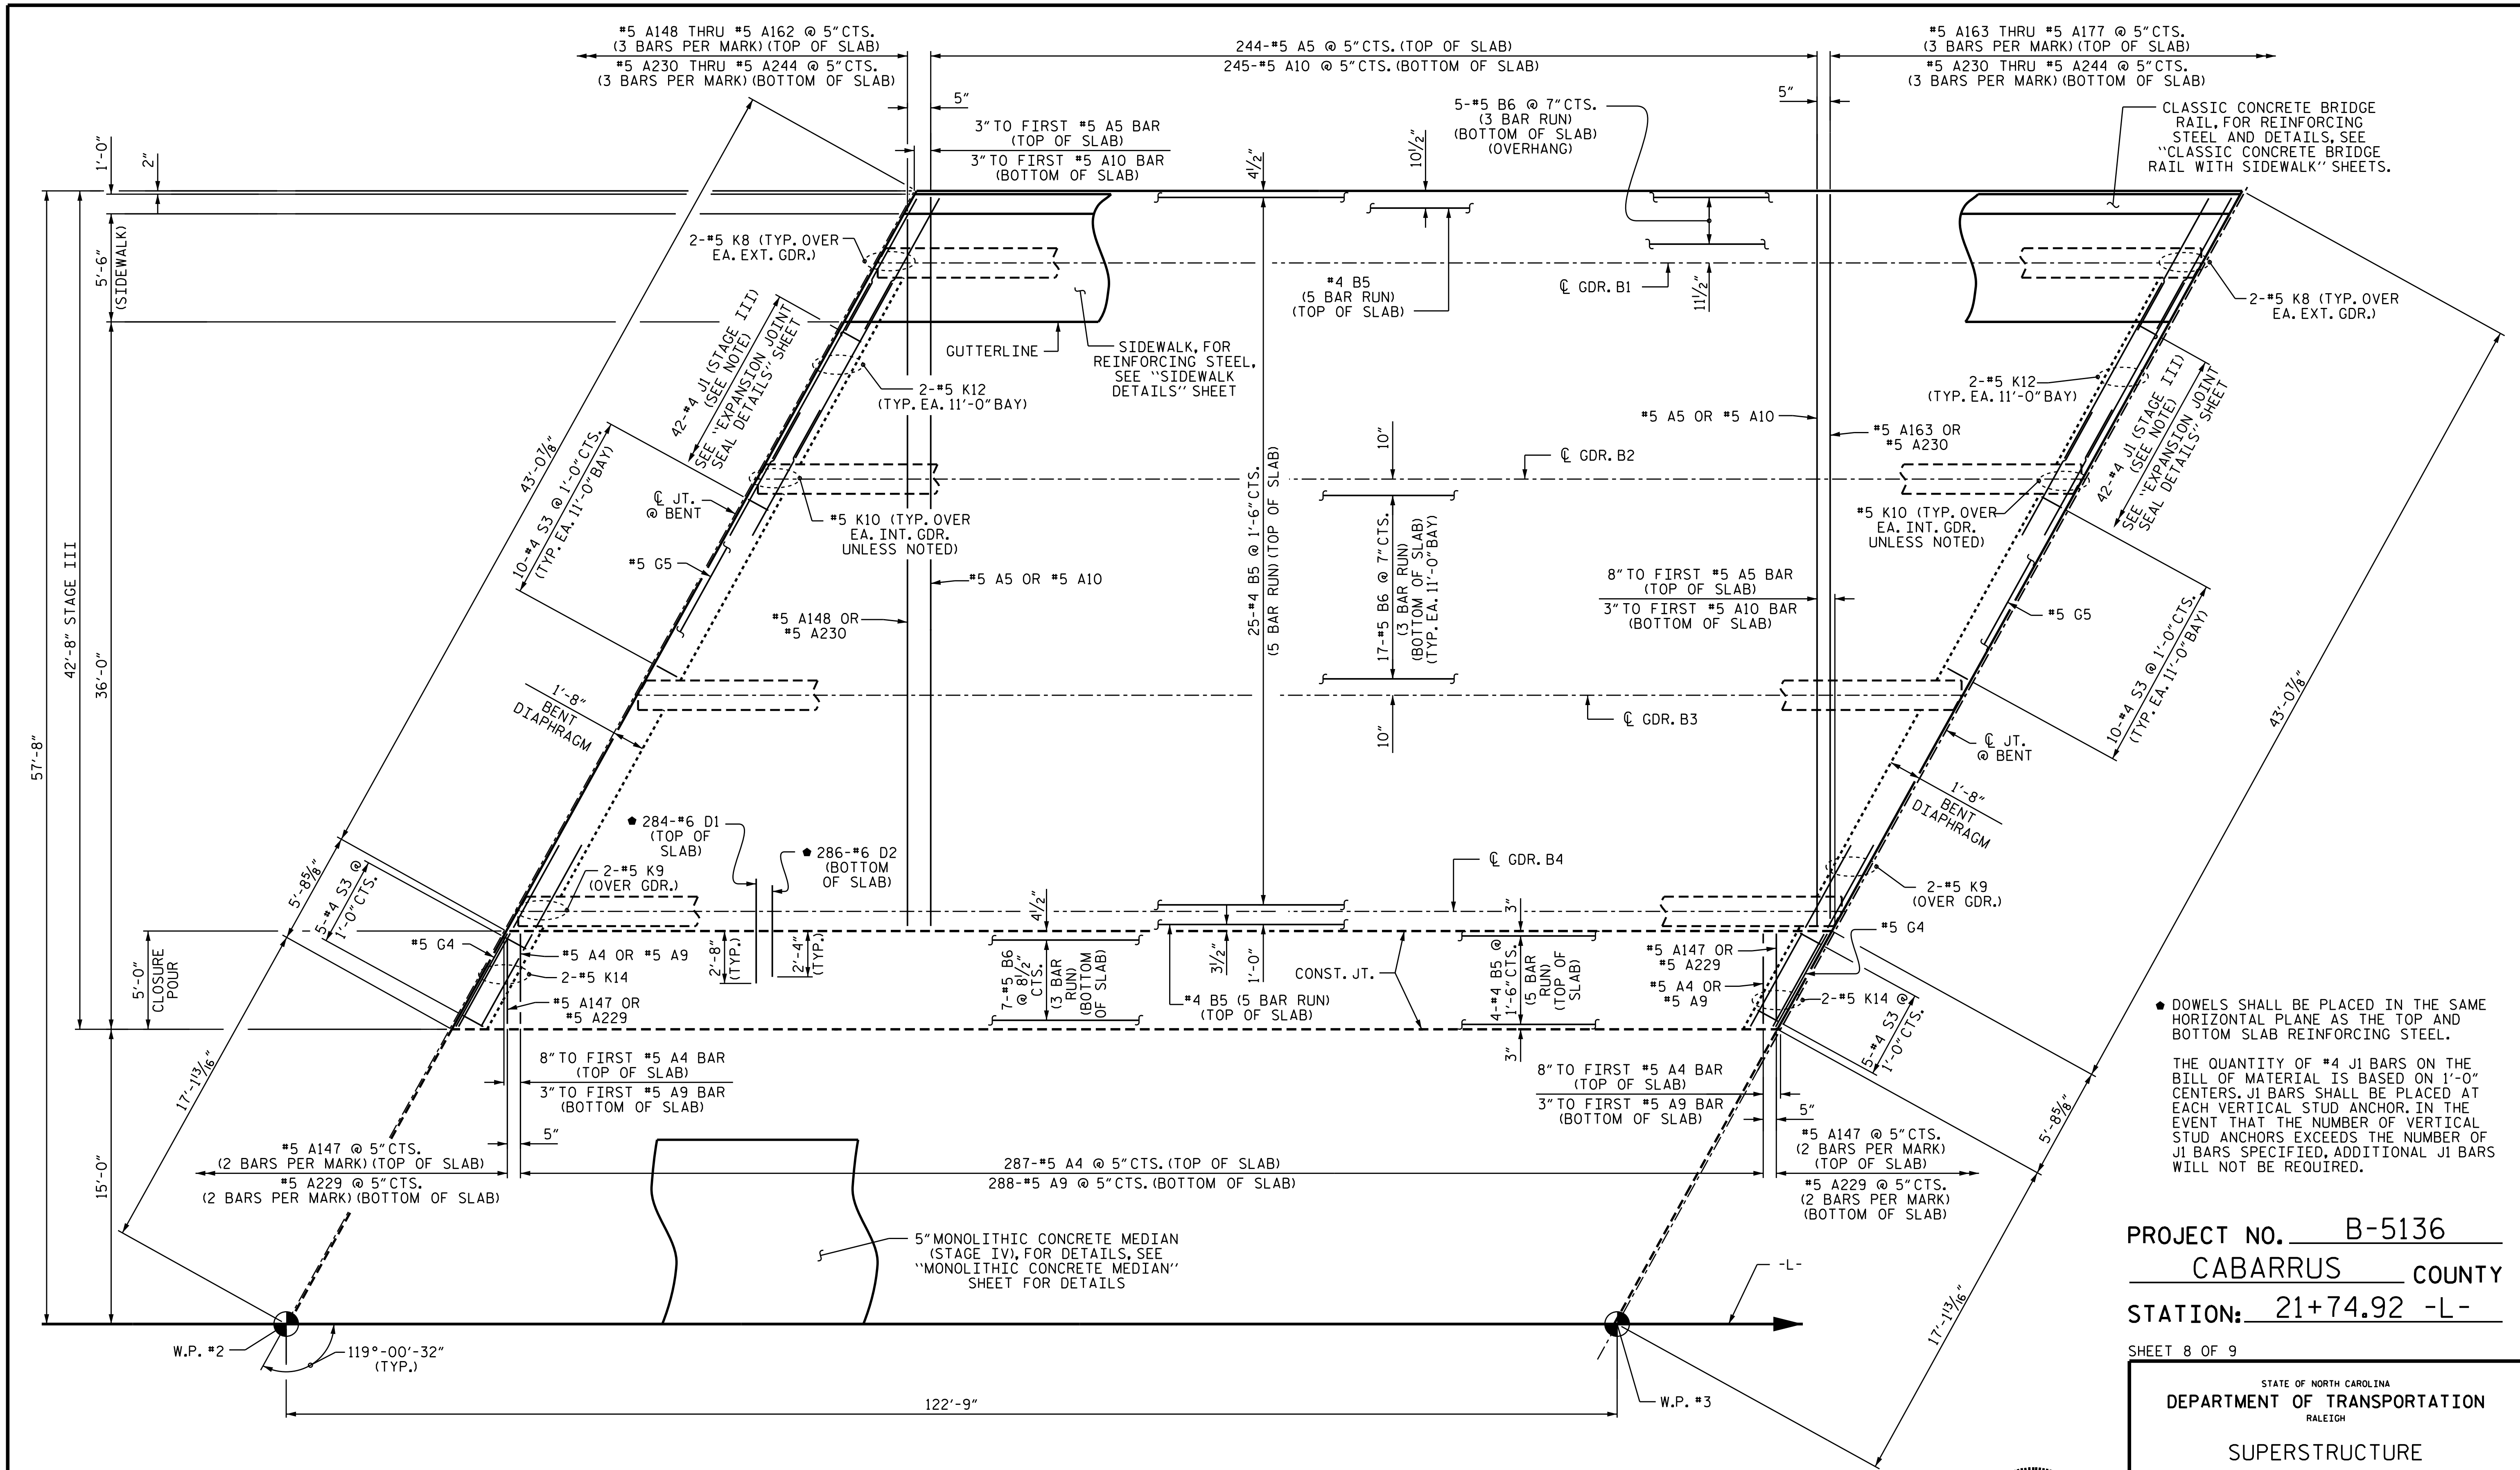 #5 A148 THRU #5 A162 @ 5" CTS.
(3 BARS PER MARK) (TOP OF SLAB)
#5 A230 THRU #5 A244 @ 5" CTS.
(3 BARS PER MARK) (BOTTOM OF SLAB)
244-#5 A5 @ 5" CTS. (TOP OF SLAB)
245-#5 A10 @ 5" CTS. (BOTTOM OF SLAB)
#5 A163 THRU #5 A177 @ 5" CTS.
(3 BARS PER MARK) (TOP OF SLAB)
#5 A230 THRU #5 A244 @ 5" CTS.
(3 BARS PER MARK) (BOTTOM OF SLAB)
5"
3" TO FIRST #5 A5 BAR
(TOP OF SLAB)
3" TO FIRST #5 A10 BAR
(BOTTOM OF SLAB)
4½"
10½"
5-#5 B6 @ 7" CTS.
(3 BAR RUN)
(BOTTOM OF SLAB)
(OVERHANG)
5"
CLASSIC CONCRETE BRIDGE
RAIL, FOR REINFORCING
STEEL AND DETAILS, SEE
"CLASSIC CONCRETE BRIDGE
RAIL WITH SIDEWALK" SHEETS.
1'-0"
2"
5'-6"
(SIDEWALK)
2-#5 K8 (TYP. OVER
EA. EXT. GDR.)
#4 B5
(5 BAR RUN)
(TOP OF SLAB)
℄ GDR. B1
11½"
2-#5 K8 (TYP. OVER
EA. EXT. GDR.)
GUTTERLINE
SIDEWALK, FOR
REINFORCING STEEL,
SEE "SIDEWALK
DETAILS" SHEET
42-#4 J1 (STAGE III)
(SEE NOTE)
SEE "EXPANSION JOINT
SEAL DETAILS" SHEET
2-#5 K12
(TYP. EA. 11'-0" BAY)
2-#5 K12
(TYP. EA. 11'-0" BAY)
42-#4 J1 (STAGE III)
(SEE NOTE)
SEE "EXPANSION JOINT
SEAL DETAILS" SHEET
#5 A5 OR #5 A10
#5 A163 OR
#5 A230
43'-0⅞"
10-#4 S3 @ 1'-0" CTS.
(TYP. EA. 11'-0" BAY)
℄ JT.
@ BENT
#5 K10 (TYP. OVER
EA. INT. GDR.
UNLESS NOTED)
10"
℄ GDR. B2
#5 K10 (TYP. OVER
EA. INT. GDR.
UNLESS NOTED)
#5 G5
#5 A5 OR #5 A10
#5 A148 OR
#5 A230
25-#4 B5 @ 1'-6" CTS.
(5 BAR RUN) (TOP OF SLAB)
17-#5 B6 @ 7" CTS.
(3 BAR RUN)
(BOTTOM OF SLAB)
(TYP. EA. 11'-0" BAY)
8" TO FIRST #5 A5 BAR
(TOP OF SLAB)
3" TO FIRST #5 A10 BAR
(BOTTOM OF SLAB)
#5 G5
10-#4 S3 @ 1'-0" CTS.
(TYP. EA. 11'-0" BAY)
43'-0⅞"
57'-8"
42'-8" STAGE III
36'-0"
1'-8"
BENT
DIAPHRAGM
10"
℄ GDR. B3
℄ JT.
@ BENT
1'-8"
BENT
DIAPHRAGM
284-#6 D1
(TOP OF
SLAB)
286-#6 D2
(BOTTOM
OF SLAB)
℄ GDR. B4
5'-8⅝"
5-#4 S3 @
1'-0" CTS.
2-#5 K9
(OVER GDR.)
2-#5 K9
(OVER GDR.)
#5 G4
#5 A4 OR #5 A9
2-#5 K14
#5 A147 OR
#5 A229
2'-8"
(TYP.)
2'-4"
(TYP.)
4½"
7-#5 B6
@ 8½"
CTS.
(3 BAR
RUN)
(BOTTOM
OF SLAB)
3½"
1'-0"
#4 B5 (5 BAR RUN)
(TOP OF SLAB)
CONST. JT.
3"
4-#4 B5 @
1'-6" CTS.
(5 BAR
RUN)
(TOP OF
SLAB)
3"
#5 A147 OR
#5 A229
#5 A4 OR
#5 A9
#5 G4
2-#5 K14 @
5-#4 S3
1'-0" CTS.
5'-0"
CLOSURE
POUR
DOWELS SHALL BE PLACED IN THE SAME
HORIZONTAL PLANE AS THE TOP AND
BOTTOM SLAB REINFORCING STEEL.
THE QUANTITY OF #4 J1 BARS ON THE
BILL OF MATERIAL IS BASED ON 1'-0"
CENTERS. J1 BARS SHALL BE PLACED AT
EACH VERTICAL STUD ANCHOR. IN THE
EVENT THAT THE NUMBER OF VERTICAL
STUD ANCHORS EXCEEDS THE NUMBER OF
J1 BARS SPECIFIED, ADDITIONAL J1 BARS
WILL NOT BE REQUIRED.
17'-1¹³⁄₁₆"
8" TO FIRST #5 A4 BAR
(TOP OF SLAB)
3" TO FIRST #5 A9 BAR
(BOTTOM OF SLAB)
8" TO FIRST #5 A4 BAR
(TOP OF SLAB)
3" TO FIRST #5 A9 BAR
(BOTTOM OF SLAB)
5"
5"
5'-8⅝"
#5 A147 @ 5" CTS.
(2 BARS PER MARK) (TOP OF SLAB)
#5 A229 @ 5" CTS.
(2 BARS PER MARK) (BOTTOM OF SLAB)
287-#5 A4 @ 5" CTS. (TOP OF SLAB)
288-#5 A9 @ 5" CTS. (BOTTOM OF SLAB)
#5 A147 @ 5" CTS.
(2 BARS PER MARK)
(TOP OF SLAB)
#5 A229 @ 5" CTS.
(2 BARS PER MARK)
(BOTTOM OF SLAB)
15'-0"
5" MONOLITHIC CONCRETE MEDIAN
(STAGE IV), FOR DETAILS, SEE
"MONOLITHIC CONCRETE MEDIAN"
SHEET FOR DETAILS
-L-
17'-1¹³⁄₁₆"
W.P. #2
119°-00'-32"
(TYP.)
122'-9"
W.P. #3
PROJECT NO. B-5136
CABARRUS COUNTY
STATION: 21+74.92 -L-
SHEET 8 OF 9
STATE OF NORTH CAROLINA
DEPARTMENT OF TRANSPORTATION
RALEIGH
SUPERSTRUCTURE